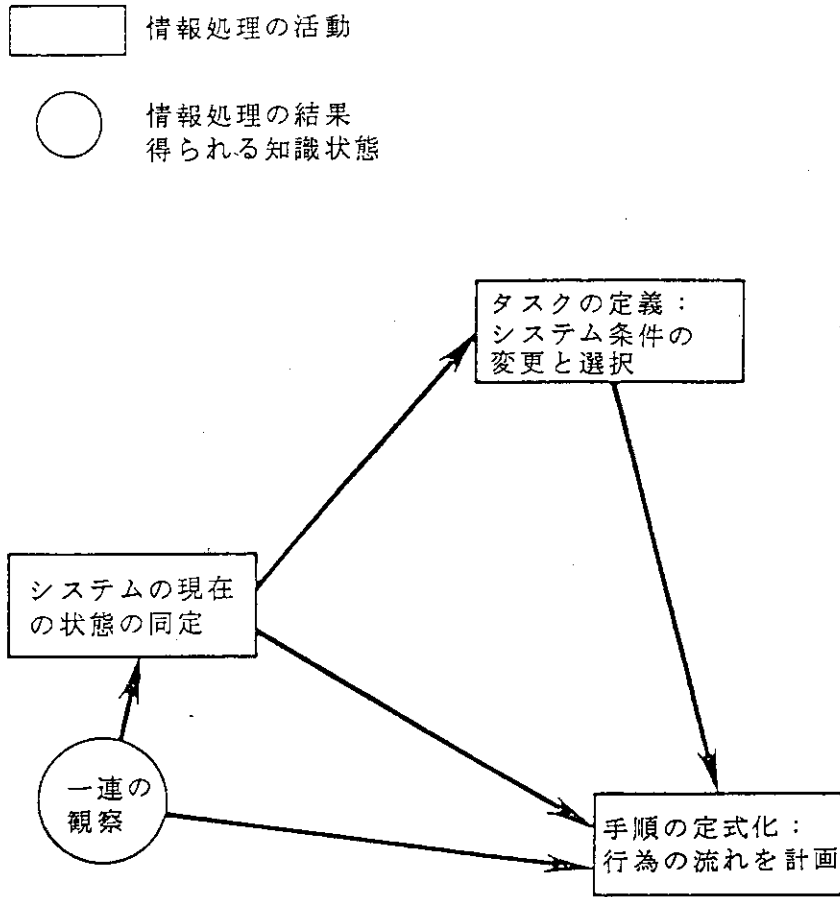 情報処理の活動
情報処理の結果
得られる知識状態
タスクの定義：
システム条件の
変更と選択
システムの現在
の状態の同定
一連の
観察
手順の定式化：
行為の流れを計画